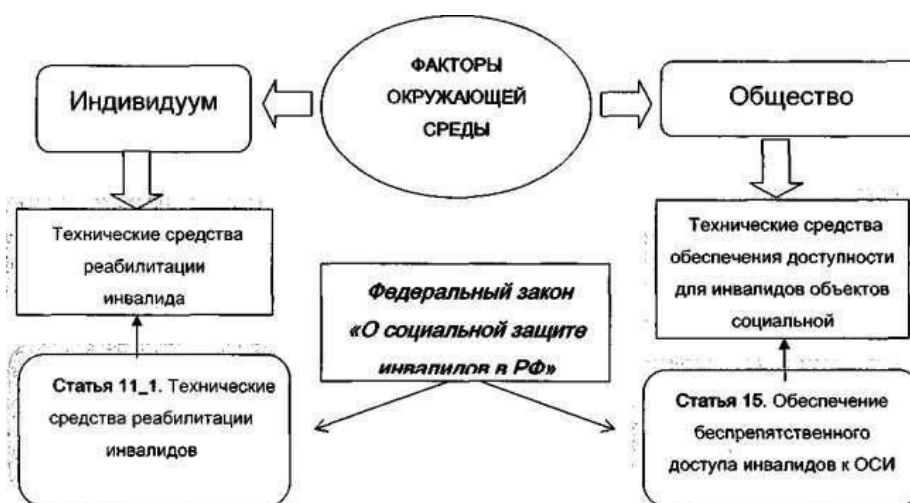 ФАКТОРЫ
ОКРУЖАЮЩЕЙ
СРЕДЫ
Индивидуум
Общество
Технические средства
реабилитации
инвалида
Технические средства
обеспечения доступности
для инвалидов объектов
социальной
Федеральный закон
«О социальной защите
инвалидов в РФ»
Статья 11_1. Технические
средства реабилитации
инвалидов
Статья 15. Обеспечение
беспрепятственного
доступа инвалидов к ОСИ